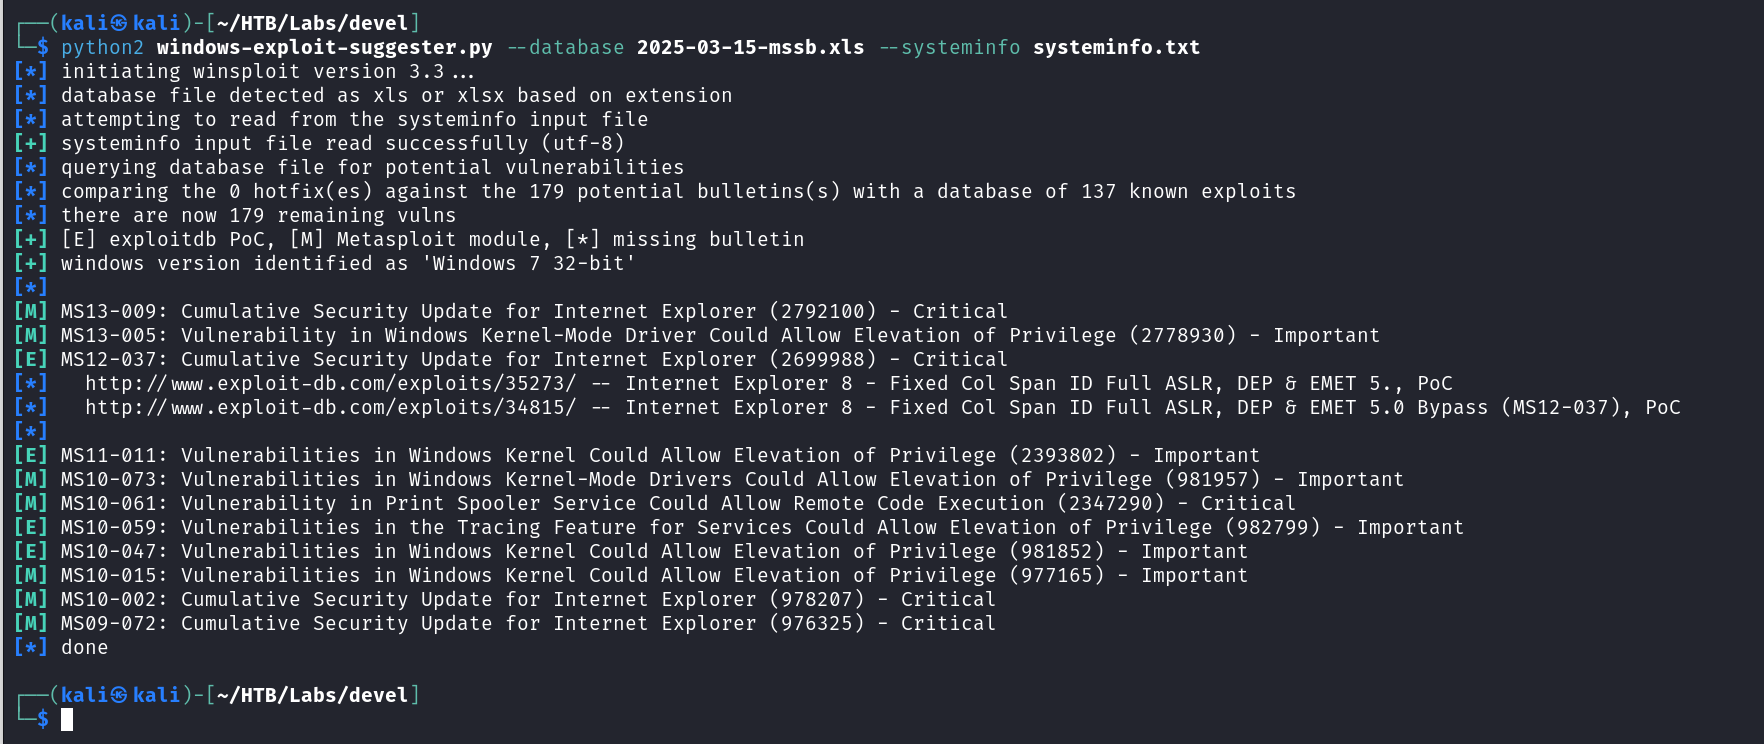 ┌──(kali㉿kali)-[~/HTB/Labs/devel]
└─$ python2 windows-exploit-suggester.py --database 2025-03-15-mssb.xls --systeminfo systeminfo.txt
[*] initiating winsploit version 3.3...
[*] database file detected as xls or xlsx based on extension
[*] attempting to read from the systeminfo input file
[+] systeminfo input file read successfully (utf-8)
[*] querying database file for potential vulnerabilities
[*] comparing the 0 hotfix(es) against the 179 potential bulletins(s) with a database of 137 known exploits
[*] there are now 179 remaining vulns
[+] [E] exploitdb PoC, [M] Metasploit module, [*] missing bulletin
[+] windows version identified as 'Windows 7 32-bit'
[*]
[M] MS13-009: Cumulative Security Update for Internet Explorer (2792100) - Critical
[M] MS13-005: Vulnerability in Windows Kernel-Mode Driver Could Allow Elevation of Privilege (2778930) - Important
[E] MS12-037: Cumulative Security Update for Internet Explorer (2699988) - Critical
[*]   http://www.exploit-db.com/exploits/35273/ -- Internet Explorer 8 - Fixed Col Span ID Full ASLR, DEP & EMET 5., PoC
[*]   http://www.exploit-db.com/exploits/34815/ -- Internet Explorer 8 - Fixed Col Span ID Full ASLR, DEP & EMET 5.0 Bypass (MS12-037), PoC
[*]
[E] MS11-011: Vulnerabilities in Windows Kernel Could Allow Elevation of Privilege (2393802) - Important
[M] MS10-073: Vulnerabilities in Windows Kernel-Mode Drivers Could Allow Elevation of Privilege (981957) - Important
[M] MS10-061: Vulnerability in Print Spooler Service Could Allow Remote Code Execution (2347290) - Critical
[E] MS10-059: Vulnerabilities in the Tracing Feature for Services Could Allow Elevation of Privilege (982799) - Important
[E] MS10-047: Vulnerabilities in Windows Kernel Could Allow Elevation of Privilege (981852) - Important
[M] MS10-015: Vulnerabilities in Windows Kernel Could Allow Elevation of Privilege (977165) - Important
[M] MS10-002: Cumulative Security Update for Internet Explorer (978207) - Critical
[M] MS09-072: Cumulative Security Update for Internet Explorer (976325) - Critical
[*] done
┌──(kali㉿kali)-[~/HTB/Labs/devel]
└─$